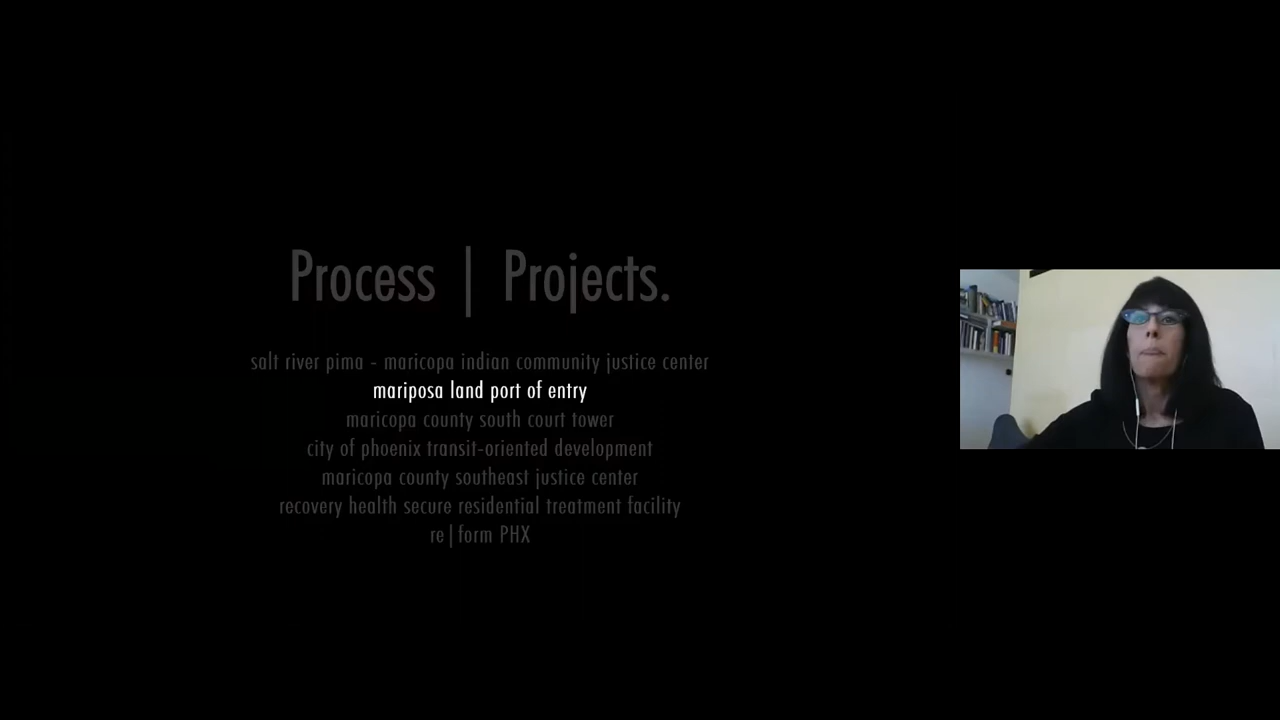 Process | Projects.
salt river pima - maricopa indian community justice center
mariposa land port of entry
maricopa county south court tower
city of phoenix transit-oriented development
maricopa county southeast justice center
recovery health secure residential treatment facility
re|form PHX